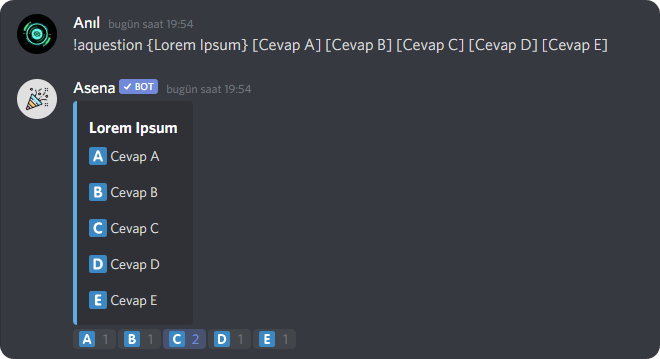 Anıl bugün saat 19:54
!aquestion {Lorem Ipsum} [Cevap A] [Cevap B] [Cevap C] [Cevap D] [Cevap E]
Asena ✓ BOT bugün saat 19:54
Lorem Ipsum
A Cevap A
B Cevap B
C Cevap C
D Cevap D
E Cevap E
A 1 B 1 C 2 D 1 E 1